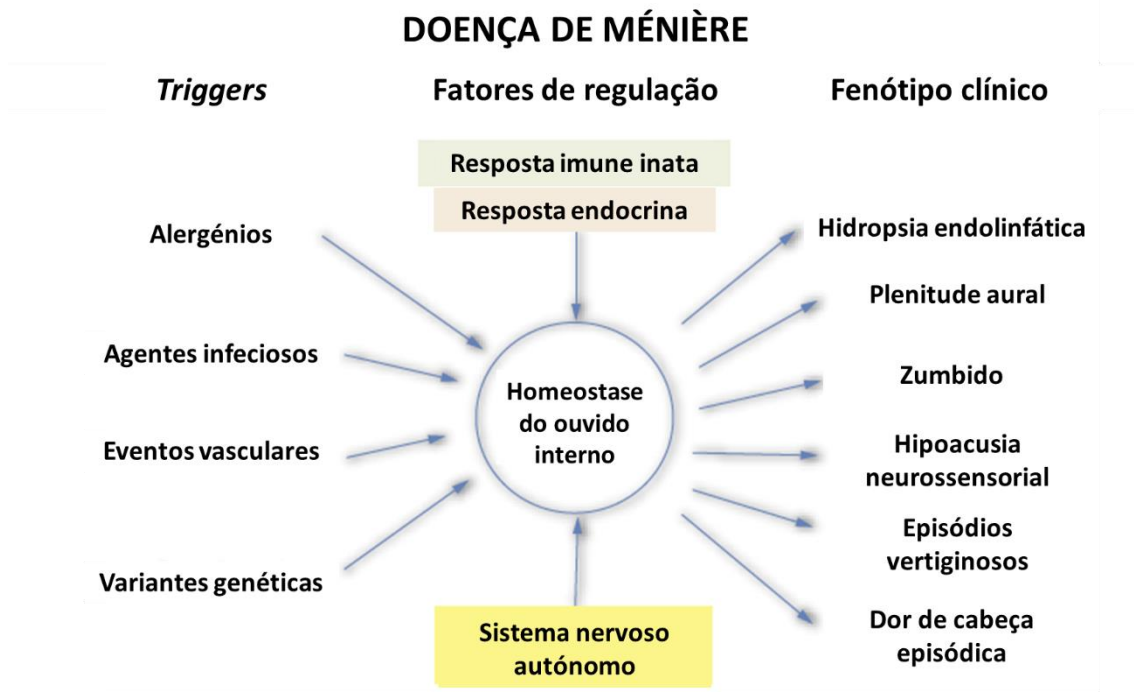 DOENÇA DE MÉNIÈRE
Triggers
Fatores de regulação
Fenótipo clínico
Resposta imune inata
Resposta endocrina
Alergénios
Agentes infeciosos
Eventos vasculares
Variantes genéticas
Homeostase
do ouvido
interno
Sistema nervoso
autónomo
Hidropsia endolinfática
Plenitude aural
Zumbido
Hipoacusia
neurossensorial
Episódios
vertiginosos
Dor de cabeça
episódica